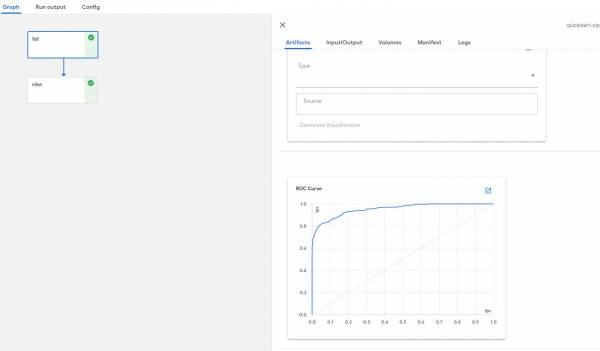 Graph Run output Config
quickstart-pip
list
view
Artifacts Input/Output Volumes Manifest Logs
Type
Source
Generate Visualization
ROC Curve
tpr
1.0
0.8
0.6
0.4
0.2
0.0
fpr
0.0 0.1 0.2 0.3 0.4 0.5 0.6 0.7 0.8 0.9 1.0